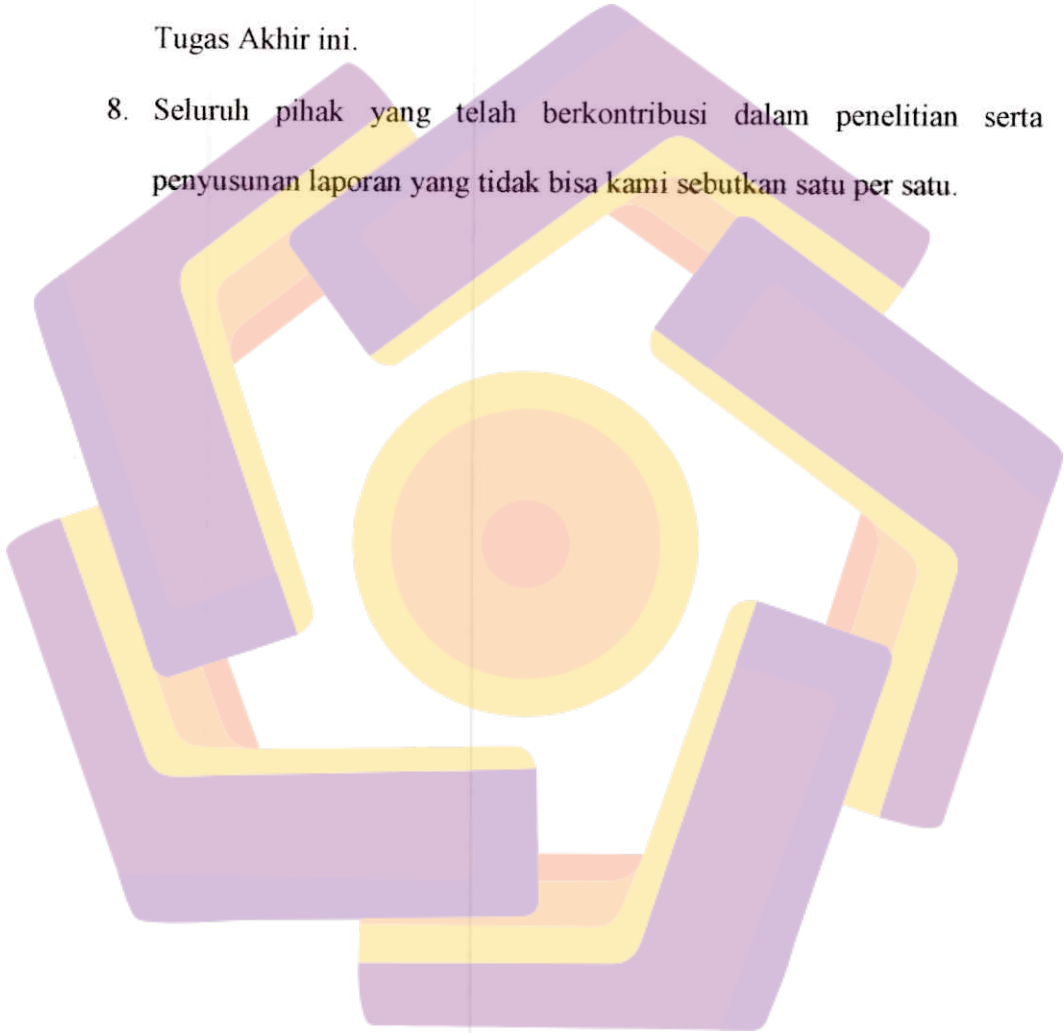 Tugas Akhir ini.
8. Seluruh pihak yang telah berkontribusi dalam penelitian serta
penyusunan laporan yang tidak bisa kami sebutkan satu per satu.